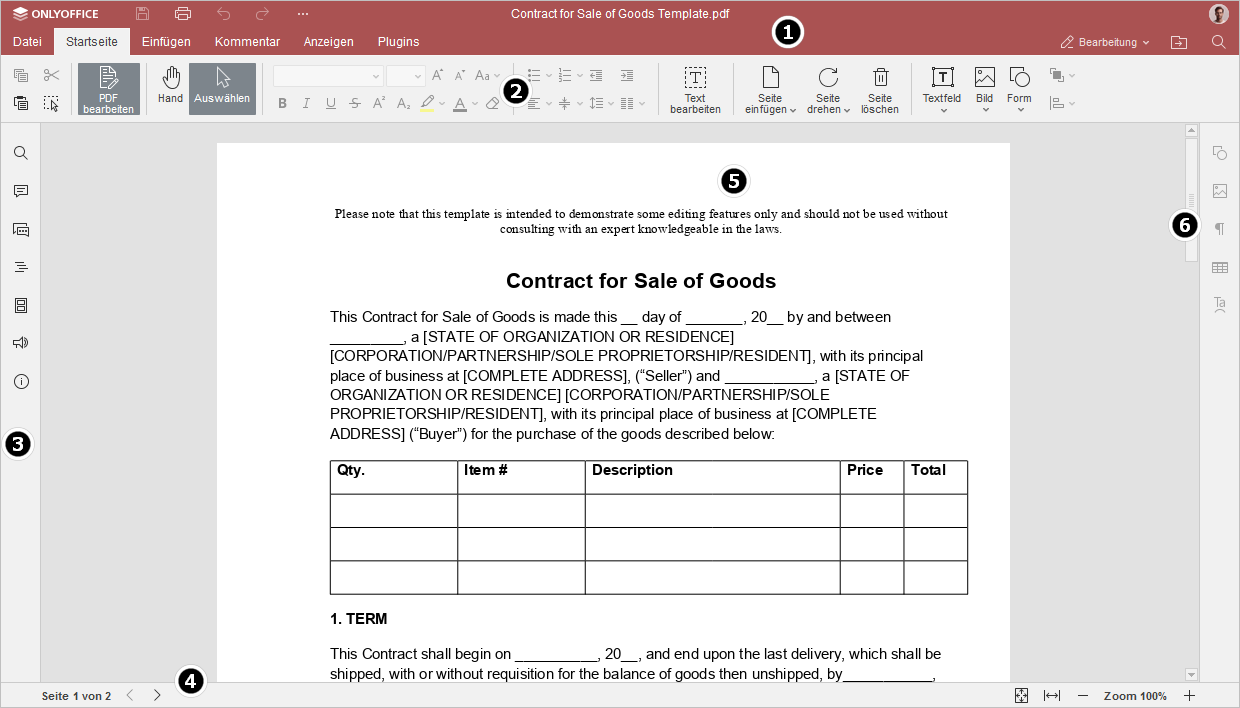 ONLYOFFICE
Contract for Sale of Goods Template.pdf
1
Datei Startseite Einfügen Kommentar Anzeigen Plugins
Bearbeitung
PDF bearbeiten
Hand
Auswählen
Aa
2
B I U S A A A
Text bearbeiten
Seite einfügen
Seite drehen
Seite löschen
Textfeld
Bild
Form
5
6
3
4
Please note that this template is intended to demonstrate some editing features only and should not be used without
consulting with an expert knowledgeable in the laws.
Contract for Sale of Goods
This Contract for Sale of Goods is made this __ day of _______, 20__ by and between
_________, a [STATE OF ORGANIZATION OR RESIDENCE]
[CORPORATION/PARTNERSHIP/SOLE PROPRIETORSHIP/RESIDENT], with its principal
place of business at [COMPLETE ADDRESS], (“Seller”) and ___________, a [STATE OF
ORGANIZATION OR RESIDENCE] [CORPORATION/PARTNERSHIP/SOLE
PROPRIETORSHIP/RESIDENT], with its principal place of business at [COMPLETE
ADDRESS] (“Buyer”) for the purchase of the goods described below:
Qty. Item # Description Price Total
1. TERM
This Contract shall begin on __________, 20__, and end upon the last delivery, which shall be
shipped, with or without requisition for the balance of goods then unshipped, by___________,
Seite 1 von 2
Zoom 100%